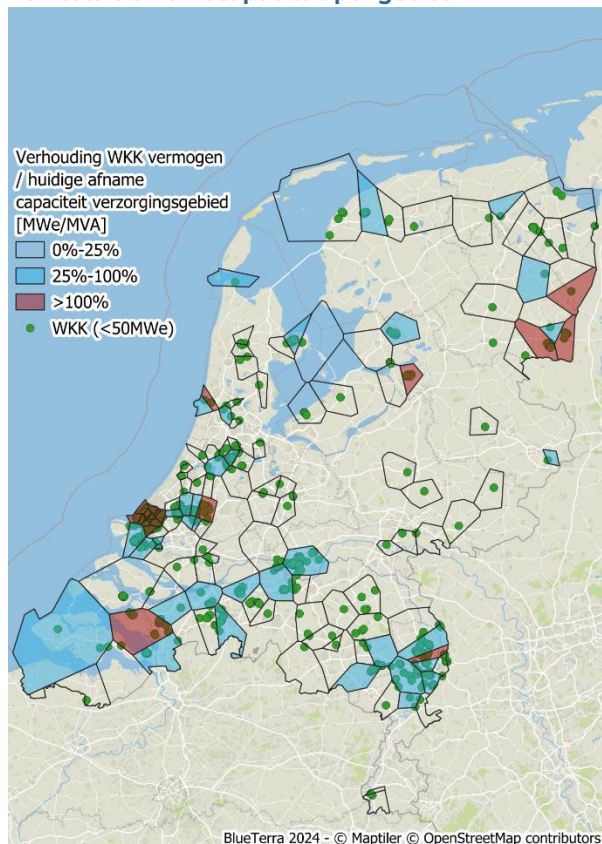 Verhouding WKK vermogen
/ huidige afname
capaciteit verzorgingsgebied
[MWe/MVA]
0%-25%
25%-100%
>100%
WKK (<50MWe)
BlueTerra 2024 - © Maptiler © OpenStreetMap contributors